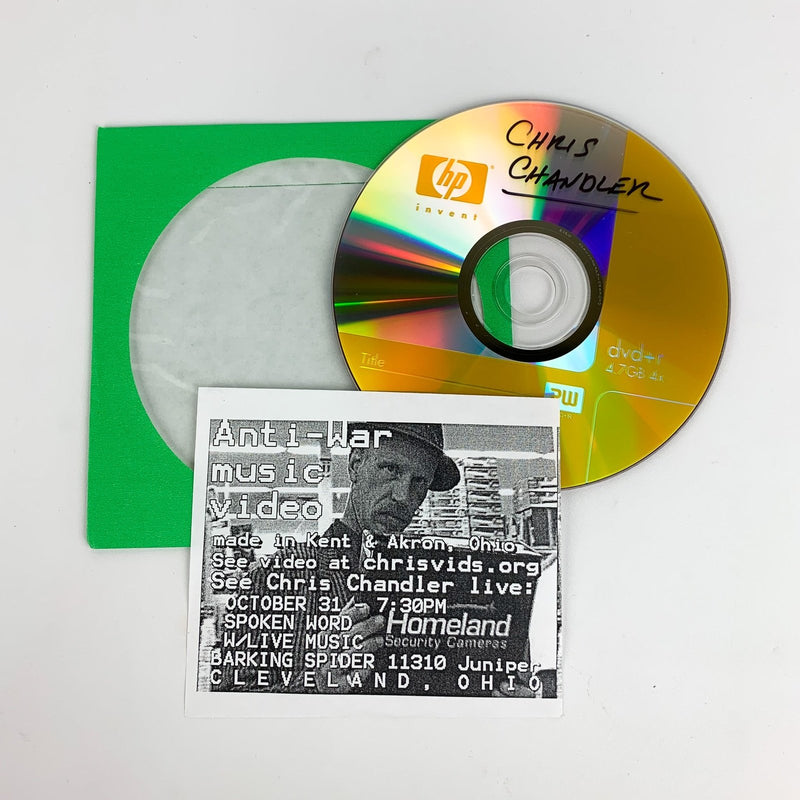 CHRIS
CHANDLER
hp
invent
dvd+r
4.7GB 4x
Title
Anti-War
music
video
made in Kent & Akron, Ohio
See video at chrisvids.org
See Chris Chandler live:
OCTOBER 31 - 7:30PM
SPOKEN WORD
W/LIVE MUSIC
Homeland
Security Cameras
BARKING SPIDER 11310 Juniper
CLEVELAND, OHIO